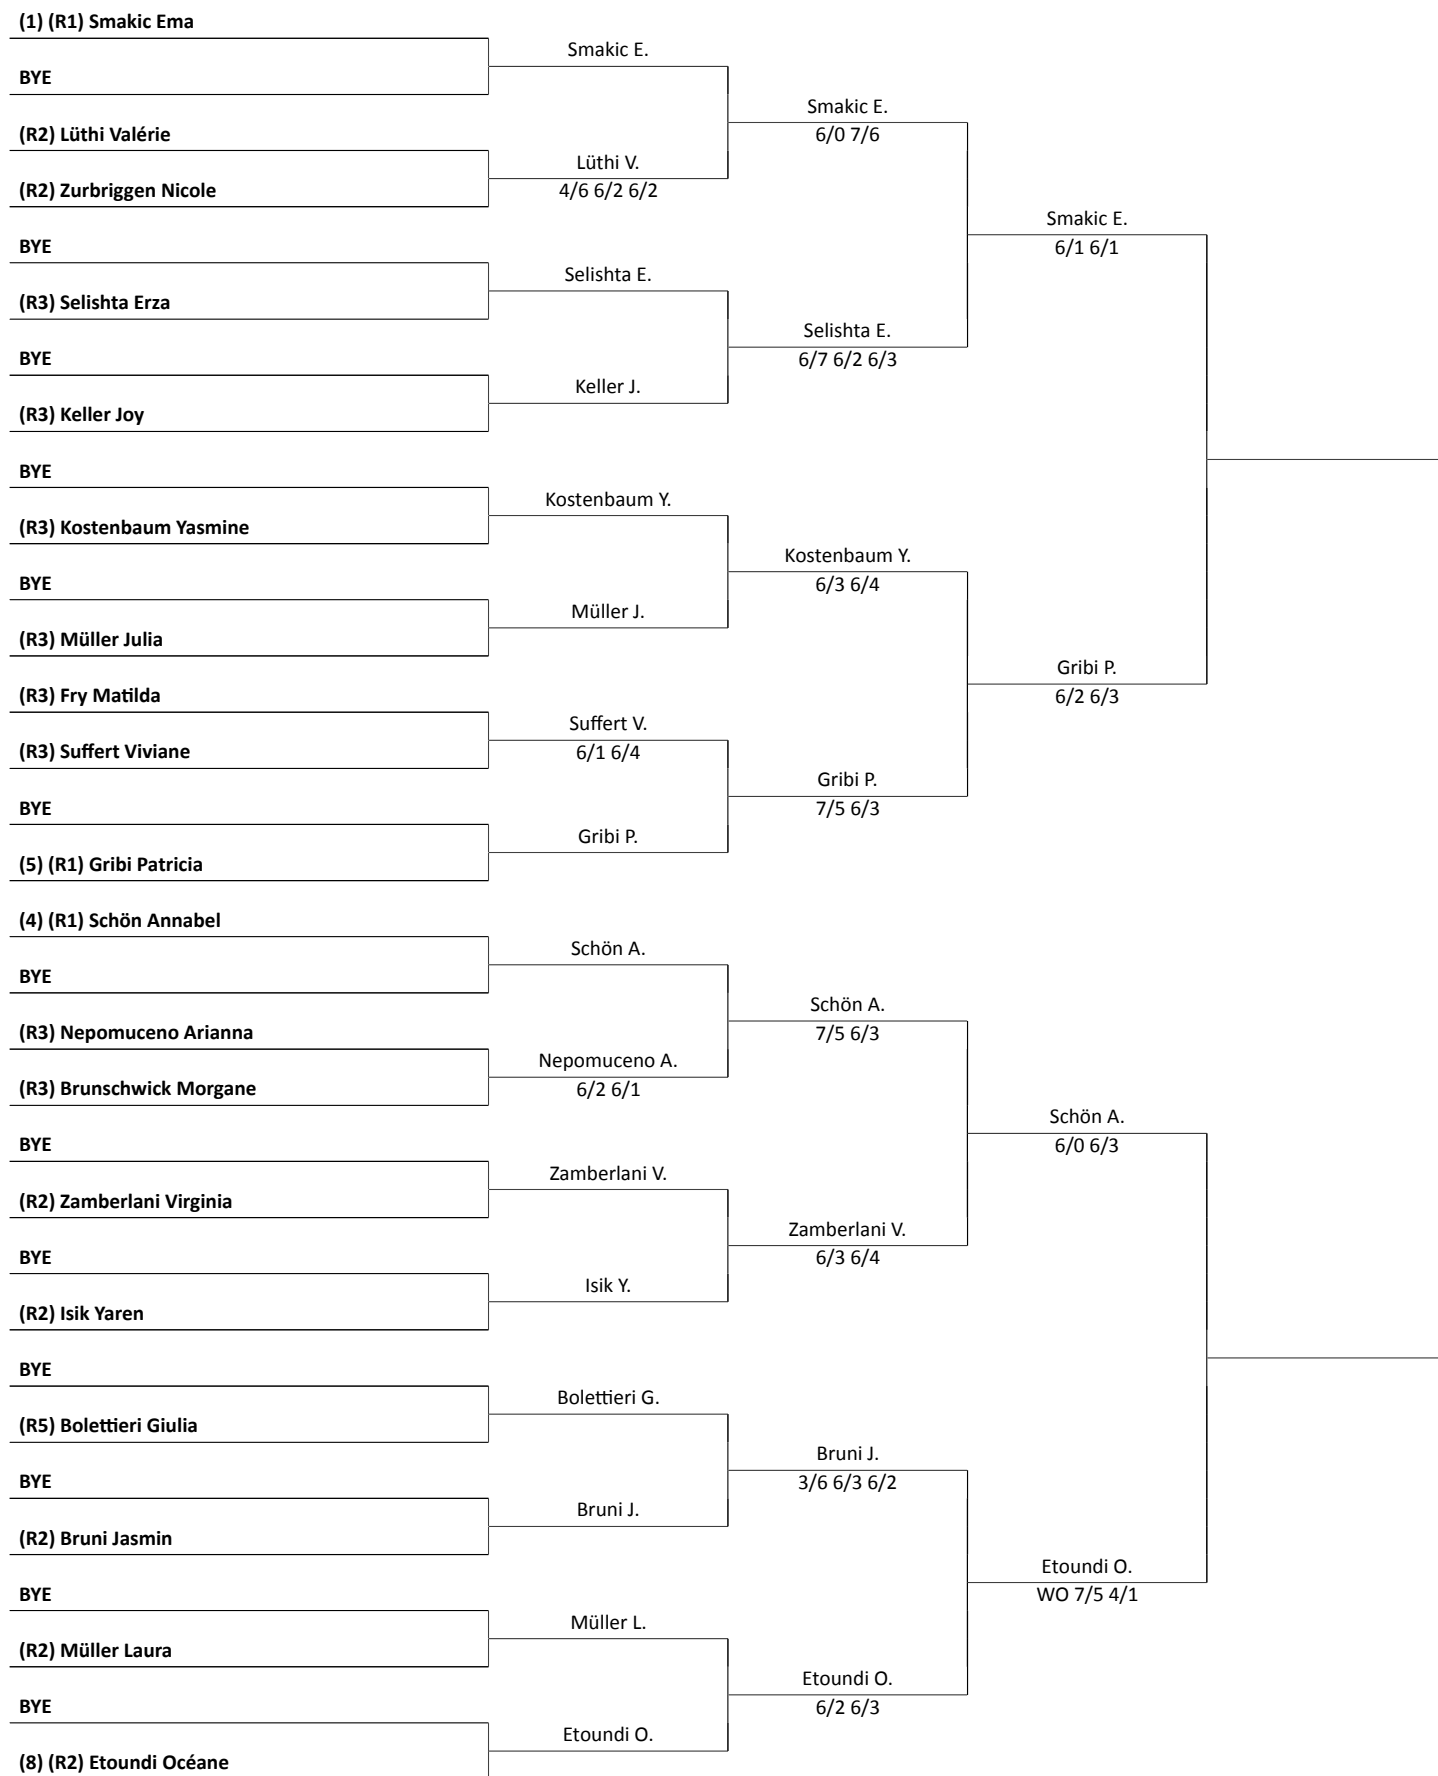 (1) (R1) Smakic Ema
BYE
(R2) Lüthi Valérie
(R2) Zurbriggen Nicole
BYE
(R3) Selishta Erza
BYE
(R3) Keller Joy
BYE
(R3) Kostenbaum Yasmine
BYE
(R3) Müller Julia
(R3) Fry Matilda
(R3) Suffert Viviane
BYE
(5) (R1) Gribi Patricia
(4) (R1) Schön Annabel
BYE
(R3) Nepomuceno Arianna
(R3) Brunschwick Morgane
BYE
(R2) Zamberlani Virginia
BYE
(R2) Isik Yaren
BYE
(R5) Bolettieri Giulia
BYE
(R2) Bruni Jasmin
BYE
(R2) Müller Laura
BYE
(8) (R2) Etoundi Océane
Smakic E.
Lüthi V.
4/6 6/2 6/2
Selishta E.
Keller J.
Kostenbaum Y.
Müller J.
Suffert V.
6/1 6/4
Gribi P.
Schön A.
Nepomuceno A.
6/2 6/1
Zamberlani V.
Isik Y.
Bolettieri G.
Bruni J.
Müller L.
Etoundi O.
Smakic E.
6/0 7/6
Selishta E.
6/7 6/2 6/3
Kostenbaum Y.
6/3 6/4
Gribi P.
7/5 6/3
Schön A.
7/5 6/3
Zamberlani V.
6/3 6/4
Bruni J.
3/6 6/3 6/2
Etoundi O.
6/2 6/3
Smakic E.
6/1 6/1
Gribi P.
6/2 6/3
Schön A.
6/0 6/3
Etoundi O.
WO 7/5 4/1